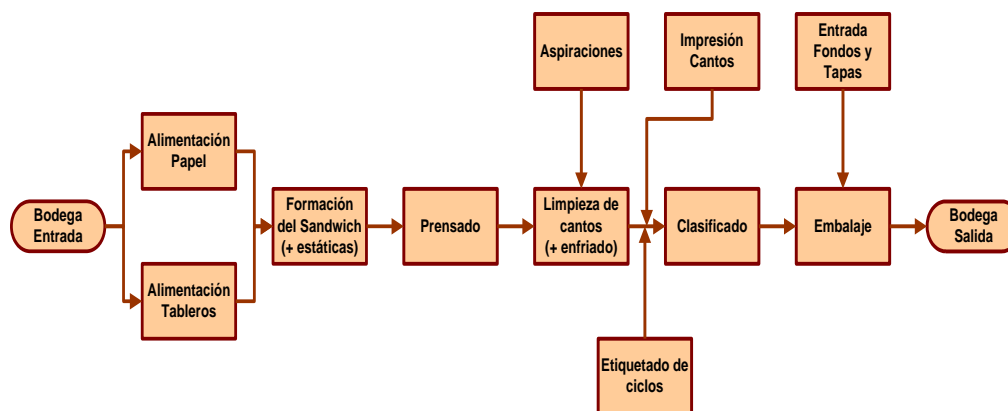 Aspiraciones
Impresión
Cantos
Entrada
Fondos y
Tapas
Alimentación
Papel
Bodega
Entrada
Formación
del Sandwich
(+ estáticas)
Prensado
Limpieza de
cantos
(+ enfriado)
Clasificado
Embalaje
Bodega
Salida
Alimentación
Tableros
Etiquetado de
ciclos